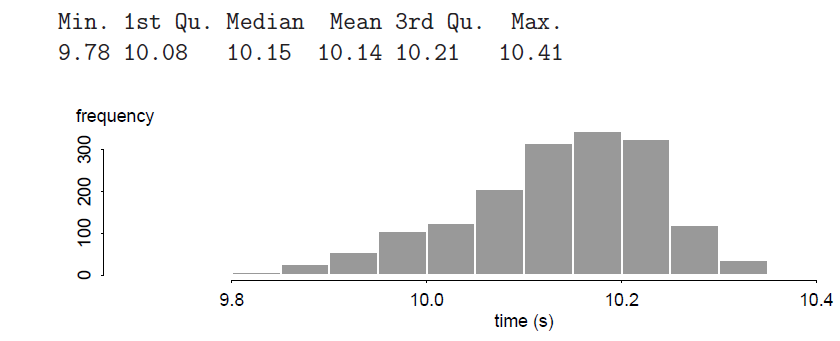 Min. 1st Qu. Median Mean 3rd Qu. Max.
9.78 10.08 10.15 10.14 10.21 10.41
frequency
300
200
100
0
9.8 10.0 10.2 10.4
time (s)